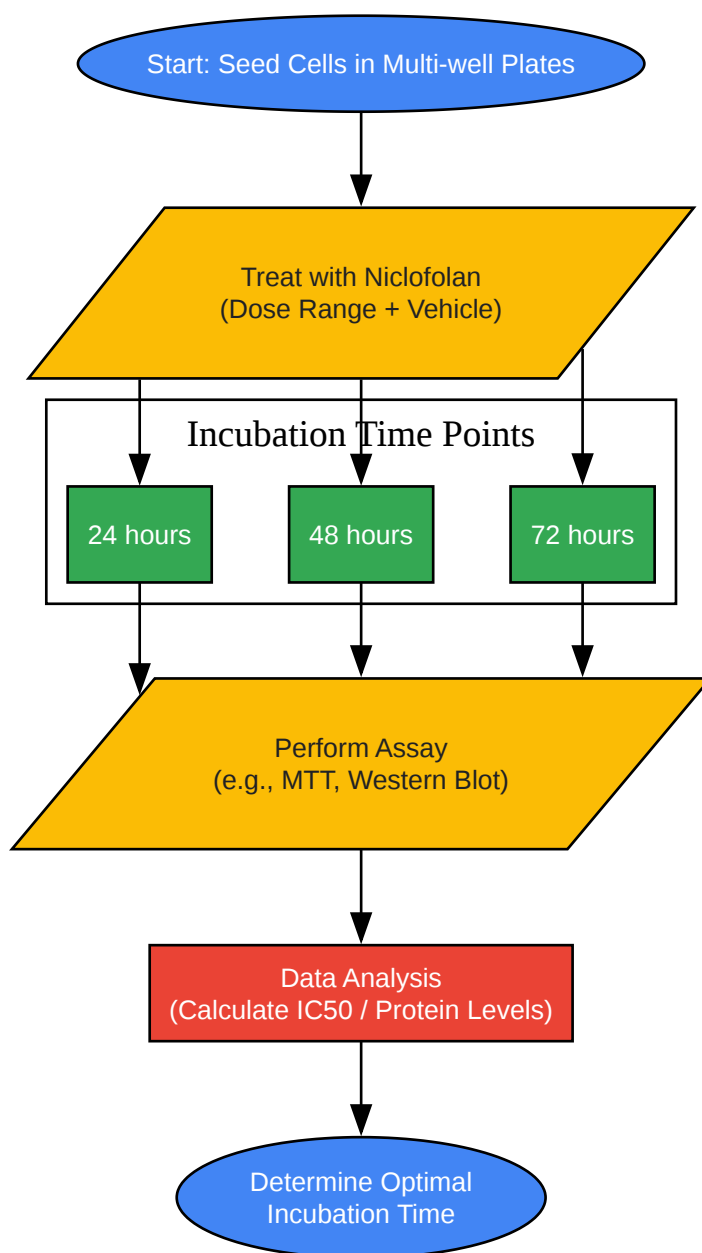 Start: Seed Cells in Multi-well Plates
Treat with Niclofolan
(Dose Range + Vehicle)
Incubation Time Points
24 hours
48 hours
72 hours
Perform Assay
(e.g., MTT, Western Blot)
Data Analysis
(Calculate IC50 / Protein Levels)
Determine Optimal
Incubation Time